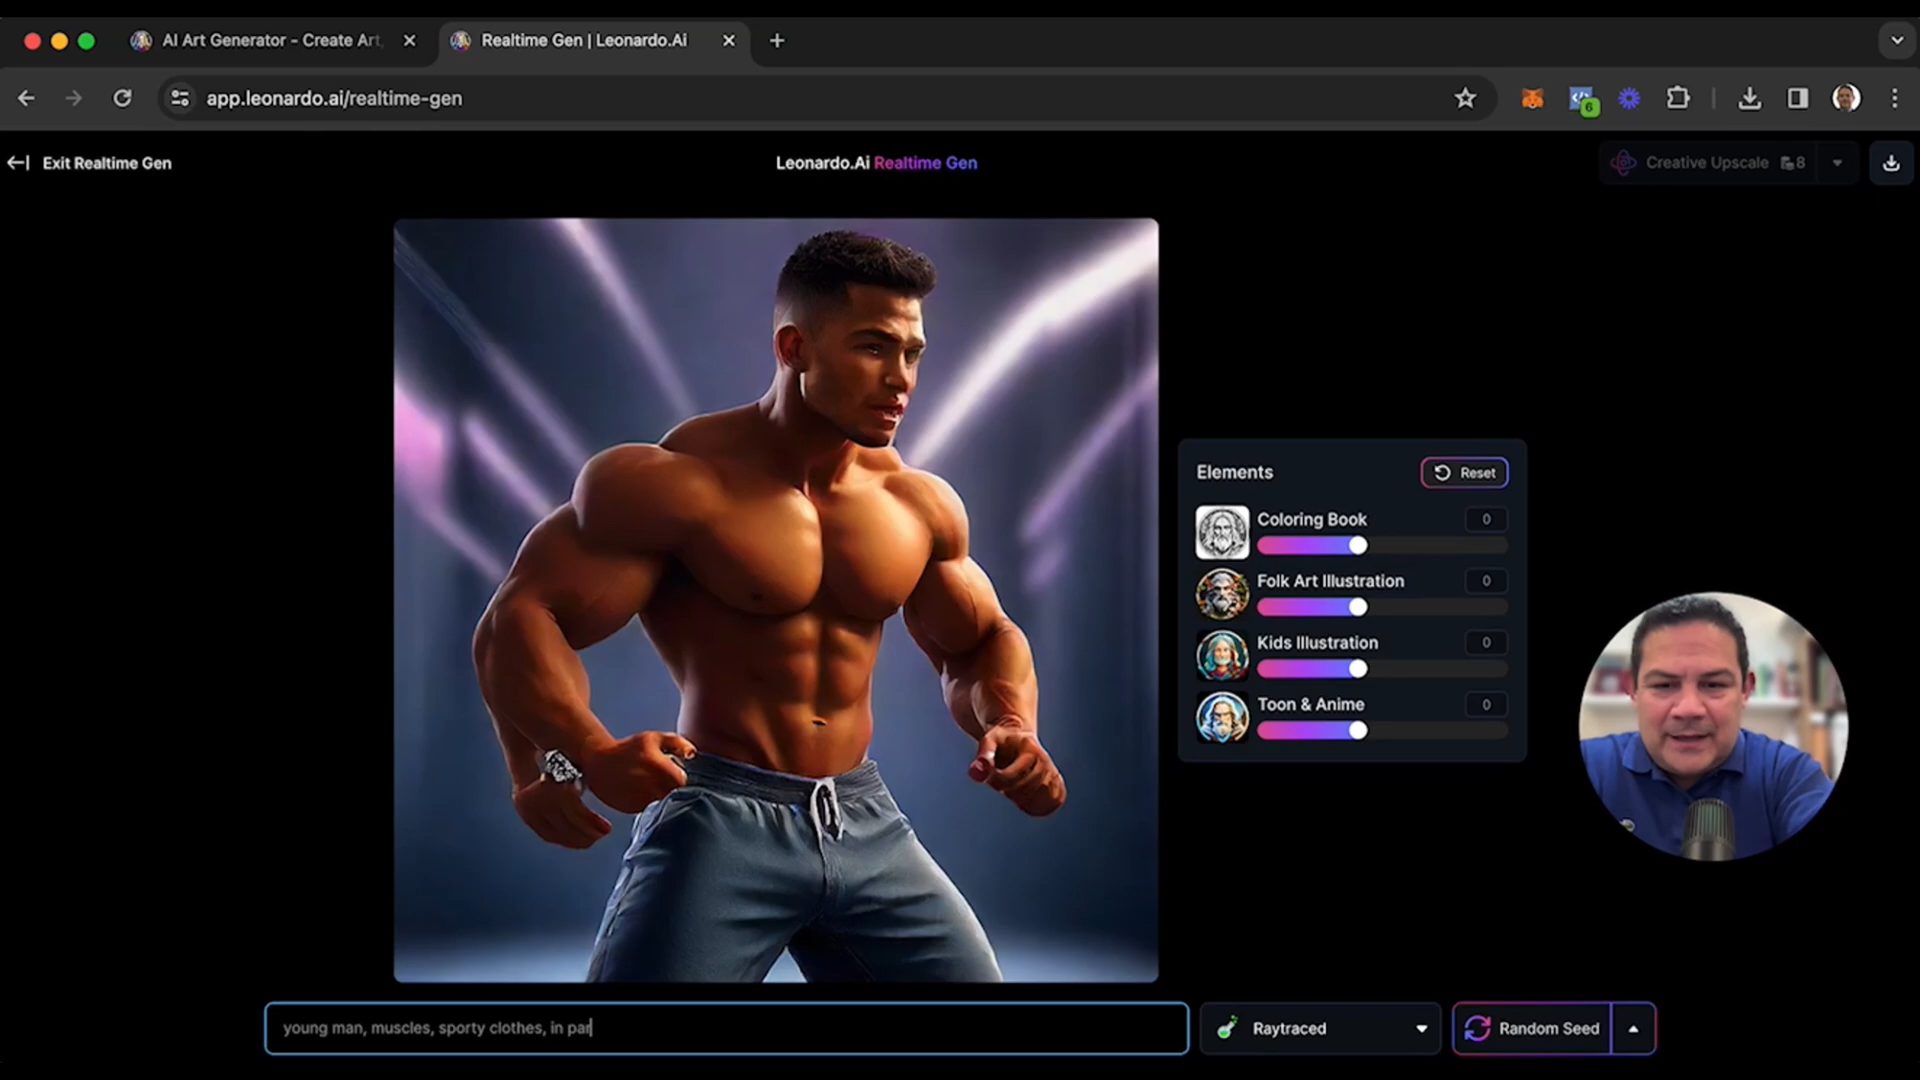 AI Art Generator - Create Art,
Realtime Gen | Leonardo.Ai
app.leonardo.ai/realtime-gen
6
Exit Realtime Gen
Leonardo.Ai Realtime Gen
Creative Upscale 8
Elements
Reset
Coloring Book 0
Folk Art Illustration 0
Kids Illustration 0
Toon & Anime 0
young man, muscles, sporty clothes, in par
Raytraced
Random Seed